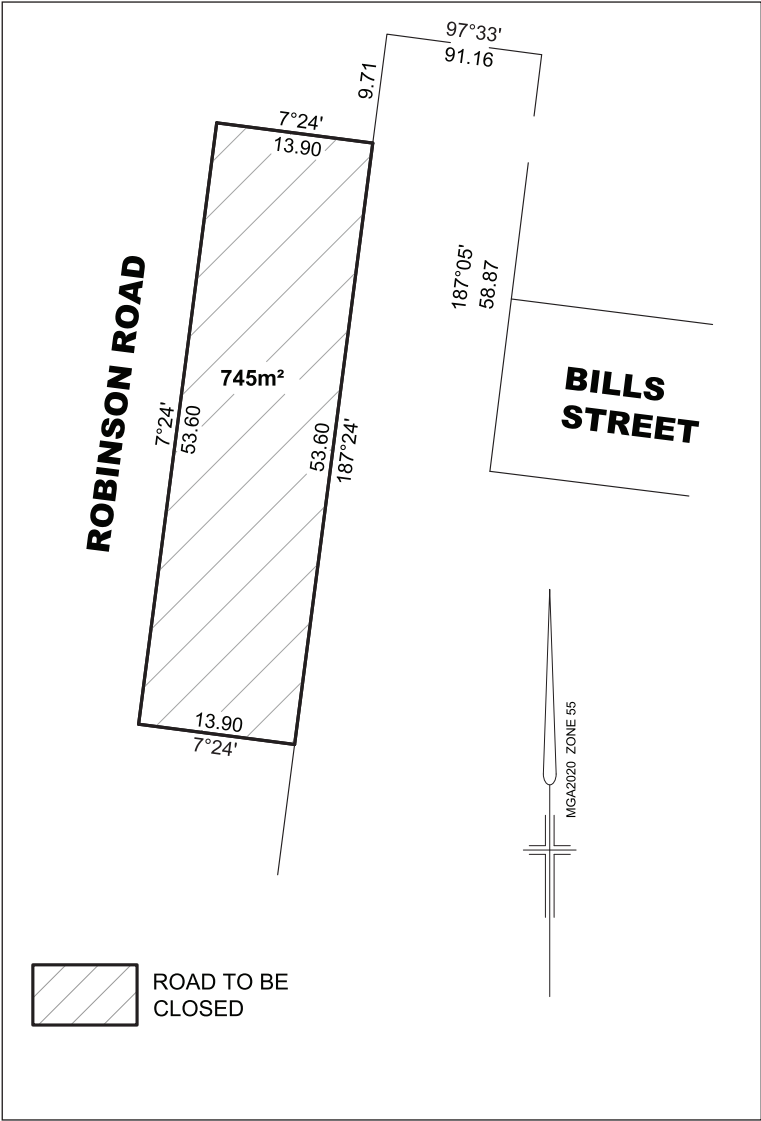 97°33'
91.16
9.71
7°24'
13.90
187°05'
58.87
ROBINSON ROAD
745m²
BILLS
STREET
7°24'
53.60
53.60
187°24'
13.90
7°24'
MGA2020 ZONE 55
ROAD TO BE
CLOSED